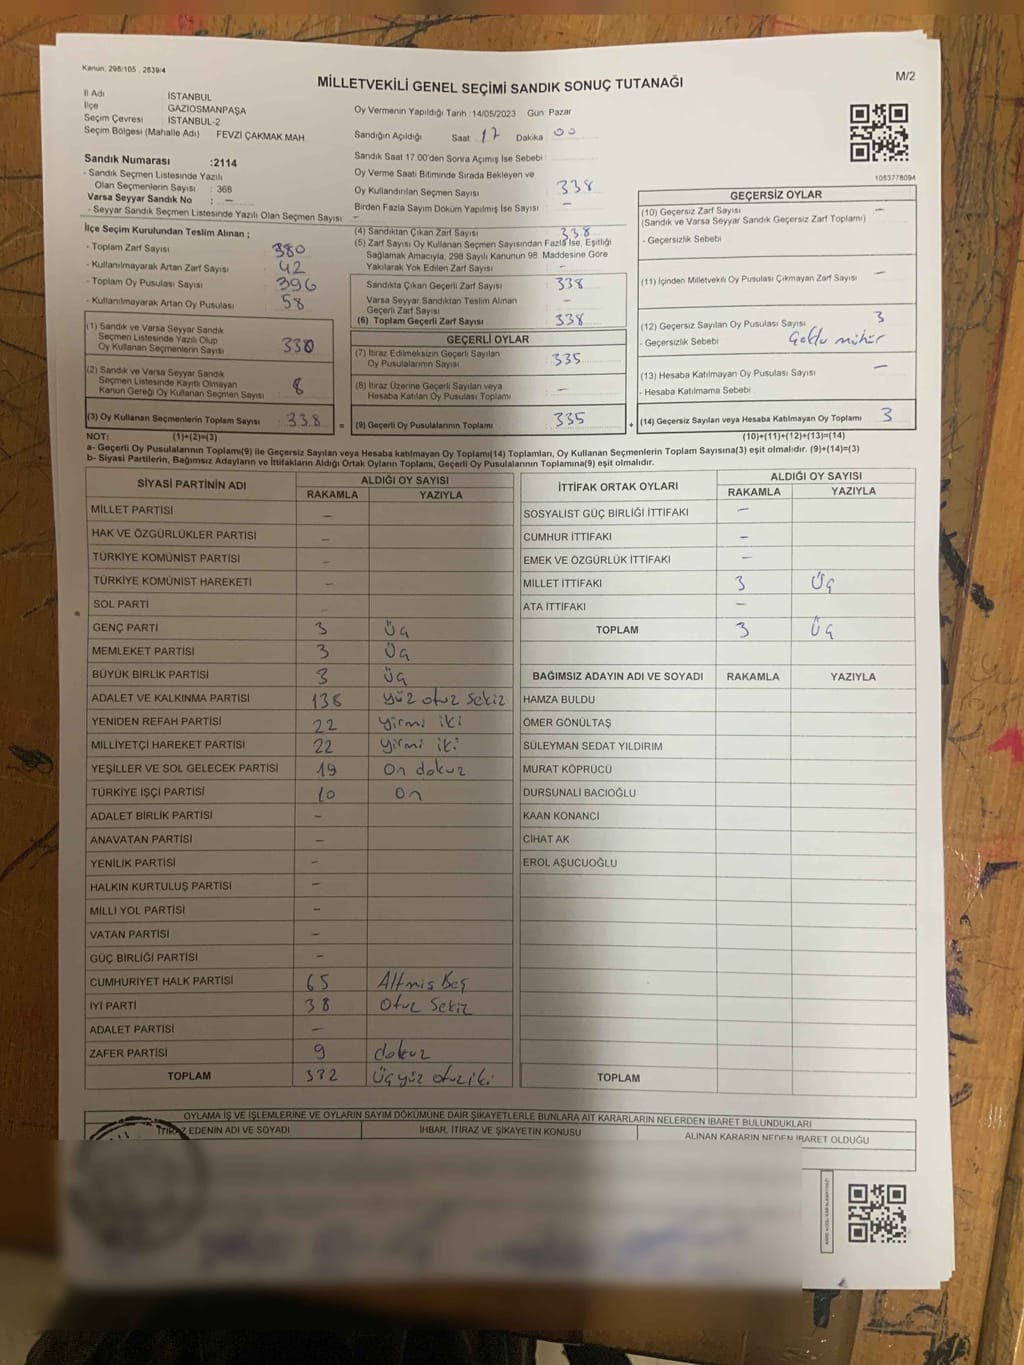 Kanun: 298/105 , 2839/4
M/2
MİLLETVEKİLİ GENEL SEÇİMİ SANDIK SONUÇ TUTANAĞI
İl Adı İSTANBUL
İlçe GAZİOSMANPAŞA
Seçim Çevresi İSTANBUL-2
Seçim Bölgesi (Mahalle Adı) FEVZİ ÇAKMAK MAH
Oy Vermenin Yapıldığı Tarih : 14/05/2023 Gün: Pazar
Sandığın Açıldığı Saat 17 Dakika 00
Sandık Saat 17:00'den Sonra Açımış İse Sebebi :
Sandık Numarası :2114
- Sandık Seçmen Listesinde Yazılı
Olan Seçmenlerin Sayısı : 368
Varsa Seyyar Sandık No : —
- Seyyar Sandık Seçmen Listesinde Yazılı Olan Seçmen Sayısı : —
Oy Verme Saati Bitiminde Sırada Bekleyen ve
Oy Kullandırılan Seçmen Sayısı 338
Birden Fazla Sayım Döküm Yapılmış İse Sayısı : —
1083778094
İlçe Seçim Kurulundan Teslim Alınan ;
- Toplam Zarf Sayısı 380
- Kullanılmayarak Artan Zarf Sayısı 42
- Toplam Oy Pusulası Sayısı 396
- Kullanılmayarak Artan Oy Pusulası 58
(1) Sandık ve Varsa Seyyar Sandık
Seçmen Listesinde Yazılı Olup
Oy Kullanan Seçmenlerin Sayısı 330
(2) Sandık ve Varsa Seyyar Sandık
Seçmen Listesinde Kayıtlı Olmayan
Kanun Gereği Oy Kullanan Seçmen Sayısı 8
(3) Oy Kullanan Seçmenlerin Toplam Sayısı 338 =
(4) Sandıktan Çıkan Zarf Sayısı 338
(5) Zarf Sayısı Oy Kullanan Seçmen Sayısından Fazla İse, Eşitliği
Sağlamak Amacıyla, 298 Sayılı Kanunun 98. Maddesine Göre
Yakılarak Yok Edilen Zarf Sayısı —
Sandıkta Çıkan Geçerli Zarf Sayısı 338
Varsa Seyyar Sandıktan Teslim Alınan
Geçerli Zarf Sayısı —
(6) Toplam Geçerli Zarf Sayısı 338
GEÇERLİ OYLAR
(7) İtiraz Edilmeksizin Geçerli Sayılan
Oy Pusulalarının Sayısı 335
(8) İtiraz Üzerine Geçerli Sayılan veya
Hesaba Katılan Oy Pusulası Toplamı —
(9) Geçerli Oy Pusulalarının Toplamı 335 +
GEÇERSİZ OYLAR
(10) Geçersiz Zarf Sayısı —
(Sandık ve Varsa Seyyar Sandık Geçersiz Zarf Toplamı)
- Geçersizlik Sebebi
(11) İçinden Milletvekili Oy Pusulası Çıkmayan Zarf Sayısı —
(12) Geçersiz Sayılan Oy Pusulası Sayısı 3
- Geçersizlik Sebebi
(13) Hesaba Katılmayan Oy Pusulası Sayısı —
- Hesaba Katılmama Sebebi
(14) Geçersiz Sayılan veya Hesaba Katılmayan Oy Toplamı 3
NOT: (1)+(2)=(3)
(10)+(11)+(12)+(13)=(14)
a- Geçerli Oy Pusulalarının Toplamı(9) ile Geçersiz Sayılan veya Hesaba katılmayan Oy Toplamı(14) Toplamları, Oy Kullanan Seçmenlerin Toplam Sayısına(3) eşit olmalıdır. (9)+(14)=(3)
b- Siyasi Partilerin, Bağımsız Adayların ve İttifakların Aldığı Ortak Oyların Toplamı, Geçerli Oy Pusulalarının Toplamına(9) eşit olmalıdır.
SİYASİ PARTİNİN ADI ALDIĞI OY SAYISI
RAKAMLA YAZIYLA
MİLLET PARTİSİ —
HAK VE ÖZGÜRLÜKLER PARTİSİ —
TÜRKİYE KOMÜNİST PARTİSİ —
TÜRKİYE KOMÜNİST HAREKETİ —
SOL PARTİ —
GENÇ PARTİ 3 Üç
MEMLEKET PARTİSİ 3 Üç
BÜYÜK BİRLİK PARTİSİ 3 Üç
ADALET VE KALKINMA PARTİSİ 138 yüz otuz sekiz
YENİDEN REFAH PARTİSİ 22 yirmi iki
MİLLİYETÇİ HAREKET PARTİSİ 22 yirmi iki
YEŞİLLER VE SOL GELECEK PARTİSİ 19 On dokuz
TÜRKİYE İŞÇİ PARTİSİ 10 On
ADALET BİRLİK PARTİSİ —
ANAVATAN PARTİSİ —
YENİLİK PARTİSİ —
HALKIN KURTULUŞ PARTİSİ —
MİLLİ YOL PARTİSİ —
VATAN PARTİSİ —
GÜÇ BİRLİĞİ PARTİSİ —
CUMHURİYET HALK PARTİSİ 65 Altmış Beş
İYİ PARTİ 38 Otuz Sekiz
ADALET PARTİSİ —
ZAFER PARTİSİ 9 dokuz
TOPLAM 332 Üçyüz otuz iki
İTTİFAK ORTAK OYLARI ALDIĞI OY SAYISI
RAKAMLA YAZIYLA
SOSYALİST GÜÇ BİRLİĞİ İTTİFAKI —
CUMHUR İTTİFAKI —
EMEK VE ÖZGÜRLÜK İTTİFAKI —
MİLLET İTTİFAKI 3 Üç
ATA İTTİFAKI —
TOPLAM 3 Üç
BAĞIMSIZ ADAYIN ADI VE SOYADI RAKAMLA YAZIYLA
HAMZA BULDU
ÖMER GÖNÜLTAŞ
SÜLEYMAN SEDAT YILDIRIM
MURAT KÖPRÜCÜ
DURSUNALİ BACIOĞLU
KAAN KONANCİ
CİHAT AK
EROL AŞUCUOĞLU
TOPLAM
OYLAMA İŞ VE İŞLEMLERİNE VE OYLARIN SAYIM DÖKÜMÜNE DAİR ŞİKAYETLERLE BUNLARA AİT KARARLARIN NELERDEN İBARET BULUNDUKLARI
İTİRAZ EDENİN ADI VE SOYADI İHBAR, İTİRAZ VE ŞİKAYETİN KONUSU ALINAN KARARIN NEDEN İBARET OLDUĞU